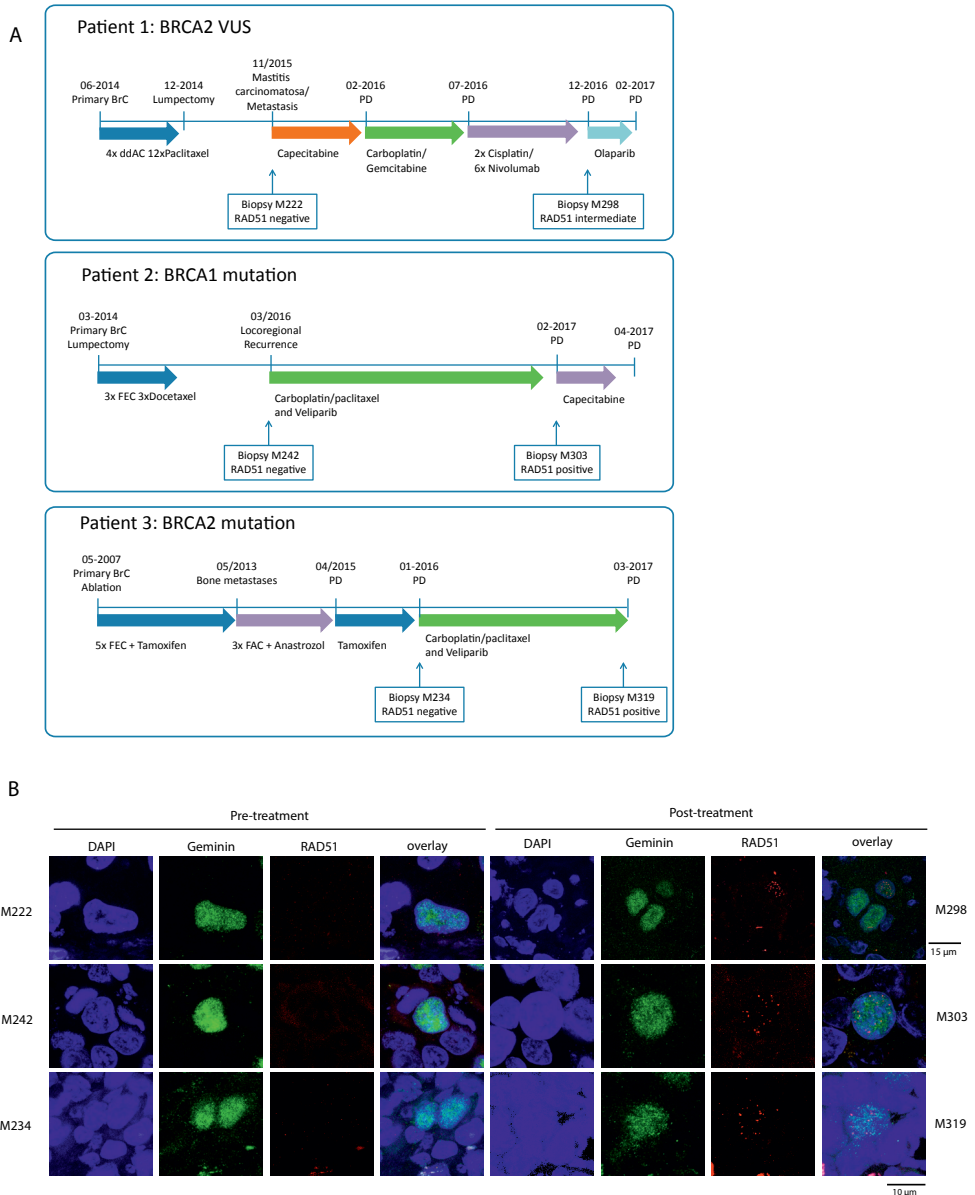 A
Patient 1: BRCA2 VUS
06-2014
Primary BrC
12-2014
Lumpectomy
11/2015
Mastitis
carcinomatosa/
Metastasis
02-2016
PD
07-2016
PD
12-2016
PD
02-2017
PD
4x ddAC 12xPaclitaxel
Capecitabine
Carboplatin/
Gemcitabine
2x Cisplatin/
6x Nivolumab
Olaparib
Biopsy M222
RAD51 negative
Biopsy M298
RAD51 intermediate
Patient 2: BRCA1 mutation
03-2014
Primary BrC
Lumpectomy
03/2016
Locoregional
Recurrence
02-2017
PD
04-2017
PD
3x FEC 3xDocetaxel
Carboplatin/paclitaxel
and Veliparib
Capecitabine
Biopsy M242
RAD51 negative
Biopsy M303
RAD51 positive
Patient 3: BRCA2 mutation
05-2007
Primary BrC
Ablation
05/2013
Bone metastases
04/2015
PD
01-2016
PD
03-2017
PD
5x FEC + Tamoxifen
3x FAC + Anastrozol
Tamoxifen
Carboplatin/paclitaxel
and Veliparib
Biopsy M234
RAD51 negative
Biopsy M319
RAD51 positive
B
Pre-treatment
Post-treatment
DAPI
Geminin
RAD51
overlay
DAPI
Geminin
RAD51
overlay
M222
M298
15 µm
M242
M303
M234
M319
10 µm